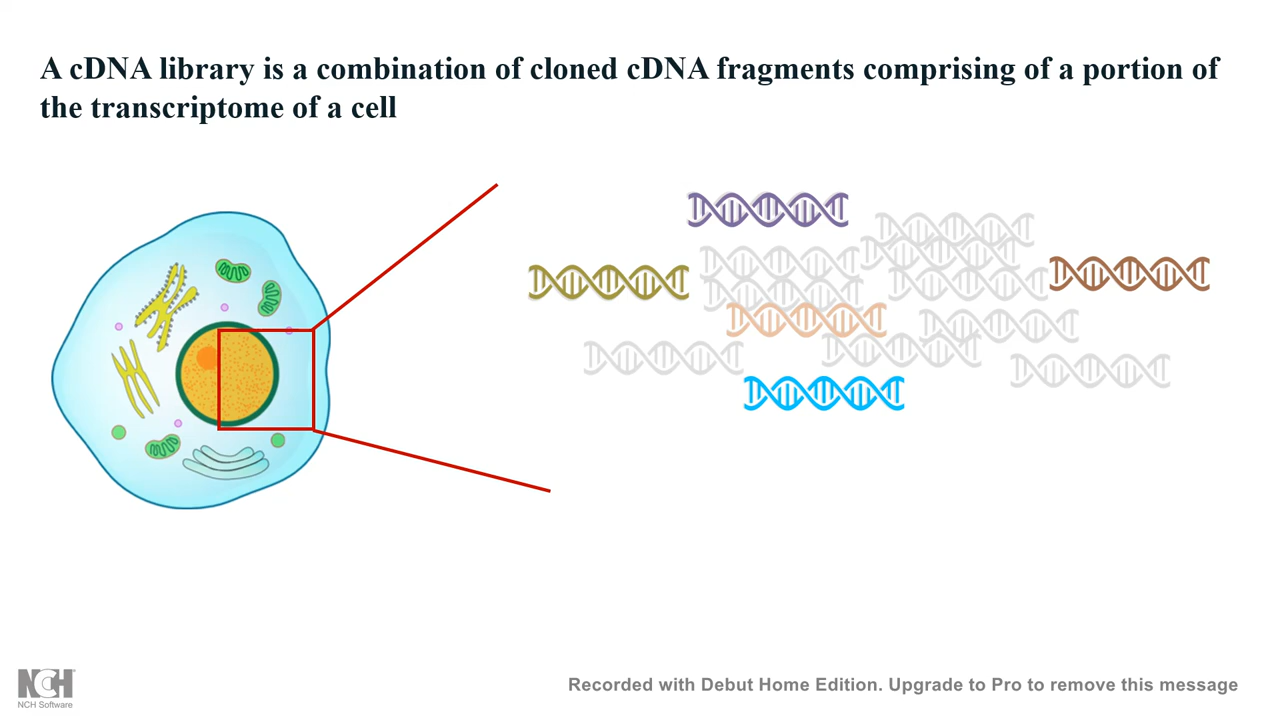 A cDNA library is a combination of cloned cDNA fragments comprising of a portion of
the transcriptome of a cell
NCH
NCH Software
Recorded with Debut Home Edition. Upgrade to Pro to remove this message